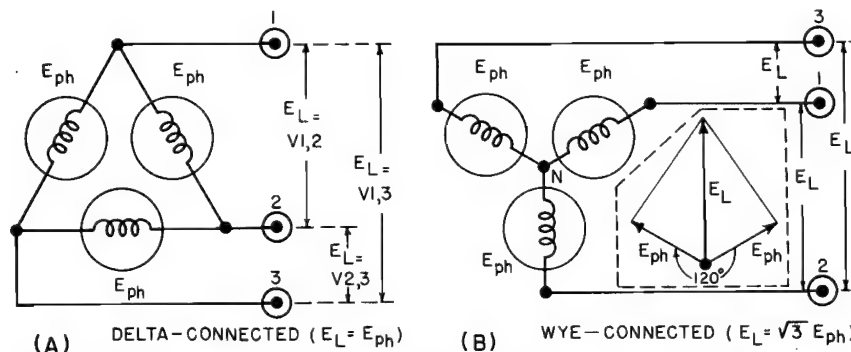 1
E_ph
E_ph
E_L =
V1,2
E_L =
V1,3
2
E_L =
V2,3
E_ph
3
(A) DELTA-CONNECTED (E_L = E_ph)
3
E_ph
E_ph
E_L
1
E_L
N
E_L
E_L
E_ph
E_ph
E_ph
120°
2
(B) WYE-CONNECTED (E_L = √3 E_ph)